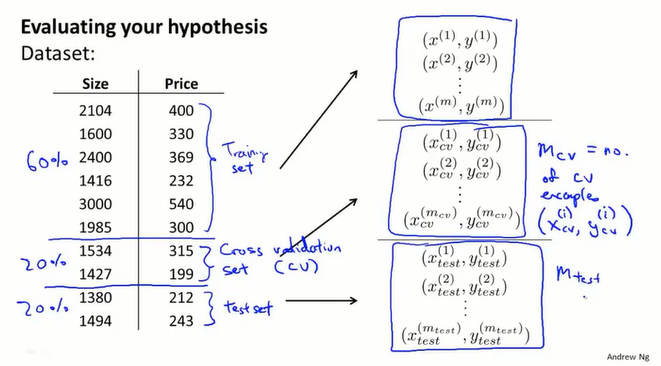 Evaluating your hypothesis
Dataset:
Size Price
2104 400
1600 330
2400 369
1416 232
3000 540
1985 300
1534 315
1427 199
1380 212
1494 243
60%
20%
20%
Training set
Cross validation set (CV)
test set
(x^{(1)}, y^{(1)})
(x^{(2)}, y^{(2)})
⋮
(x^{(m)}, y^{(m)})
(x_{cv}^{(1)}, y_{cv}^{(1)})
(x_{cv}^{(2)}, y_{cv}^{(2)})
⋮
(x_{cv}^{(m_{cv})}, y_{cv}^{(m_{cv})})
m_{cv} = no.
of CV
examples
(x_{cv}^{(i)}, y_{cv}^{(i)})
(x_{test}^{(1)}, y_{test}^{(1)})
(x_{test}^{(2)}, y_{test}^{(2)})
⋮
(x_{test}^{(m_{test})}, y_{test}^{(m_{test})})
m_{test}
Andrew Ng